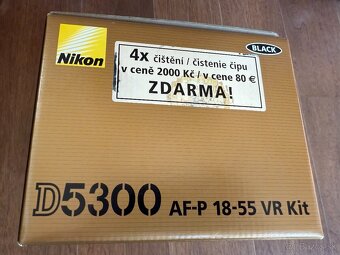 Nikon
4x čištění / čistenie čipu
v ceně 2000 Kč / v cene 80 €
ZDARMA!
BLACK
D5300 AF-P 18-55 VR Kit